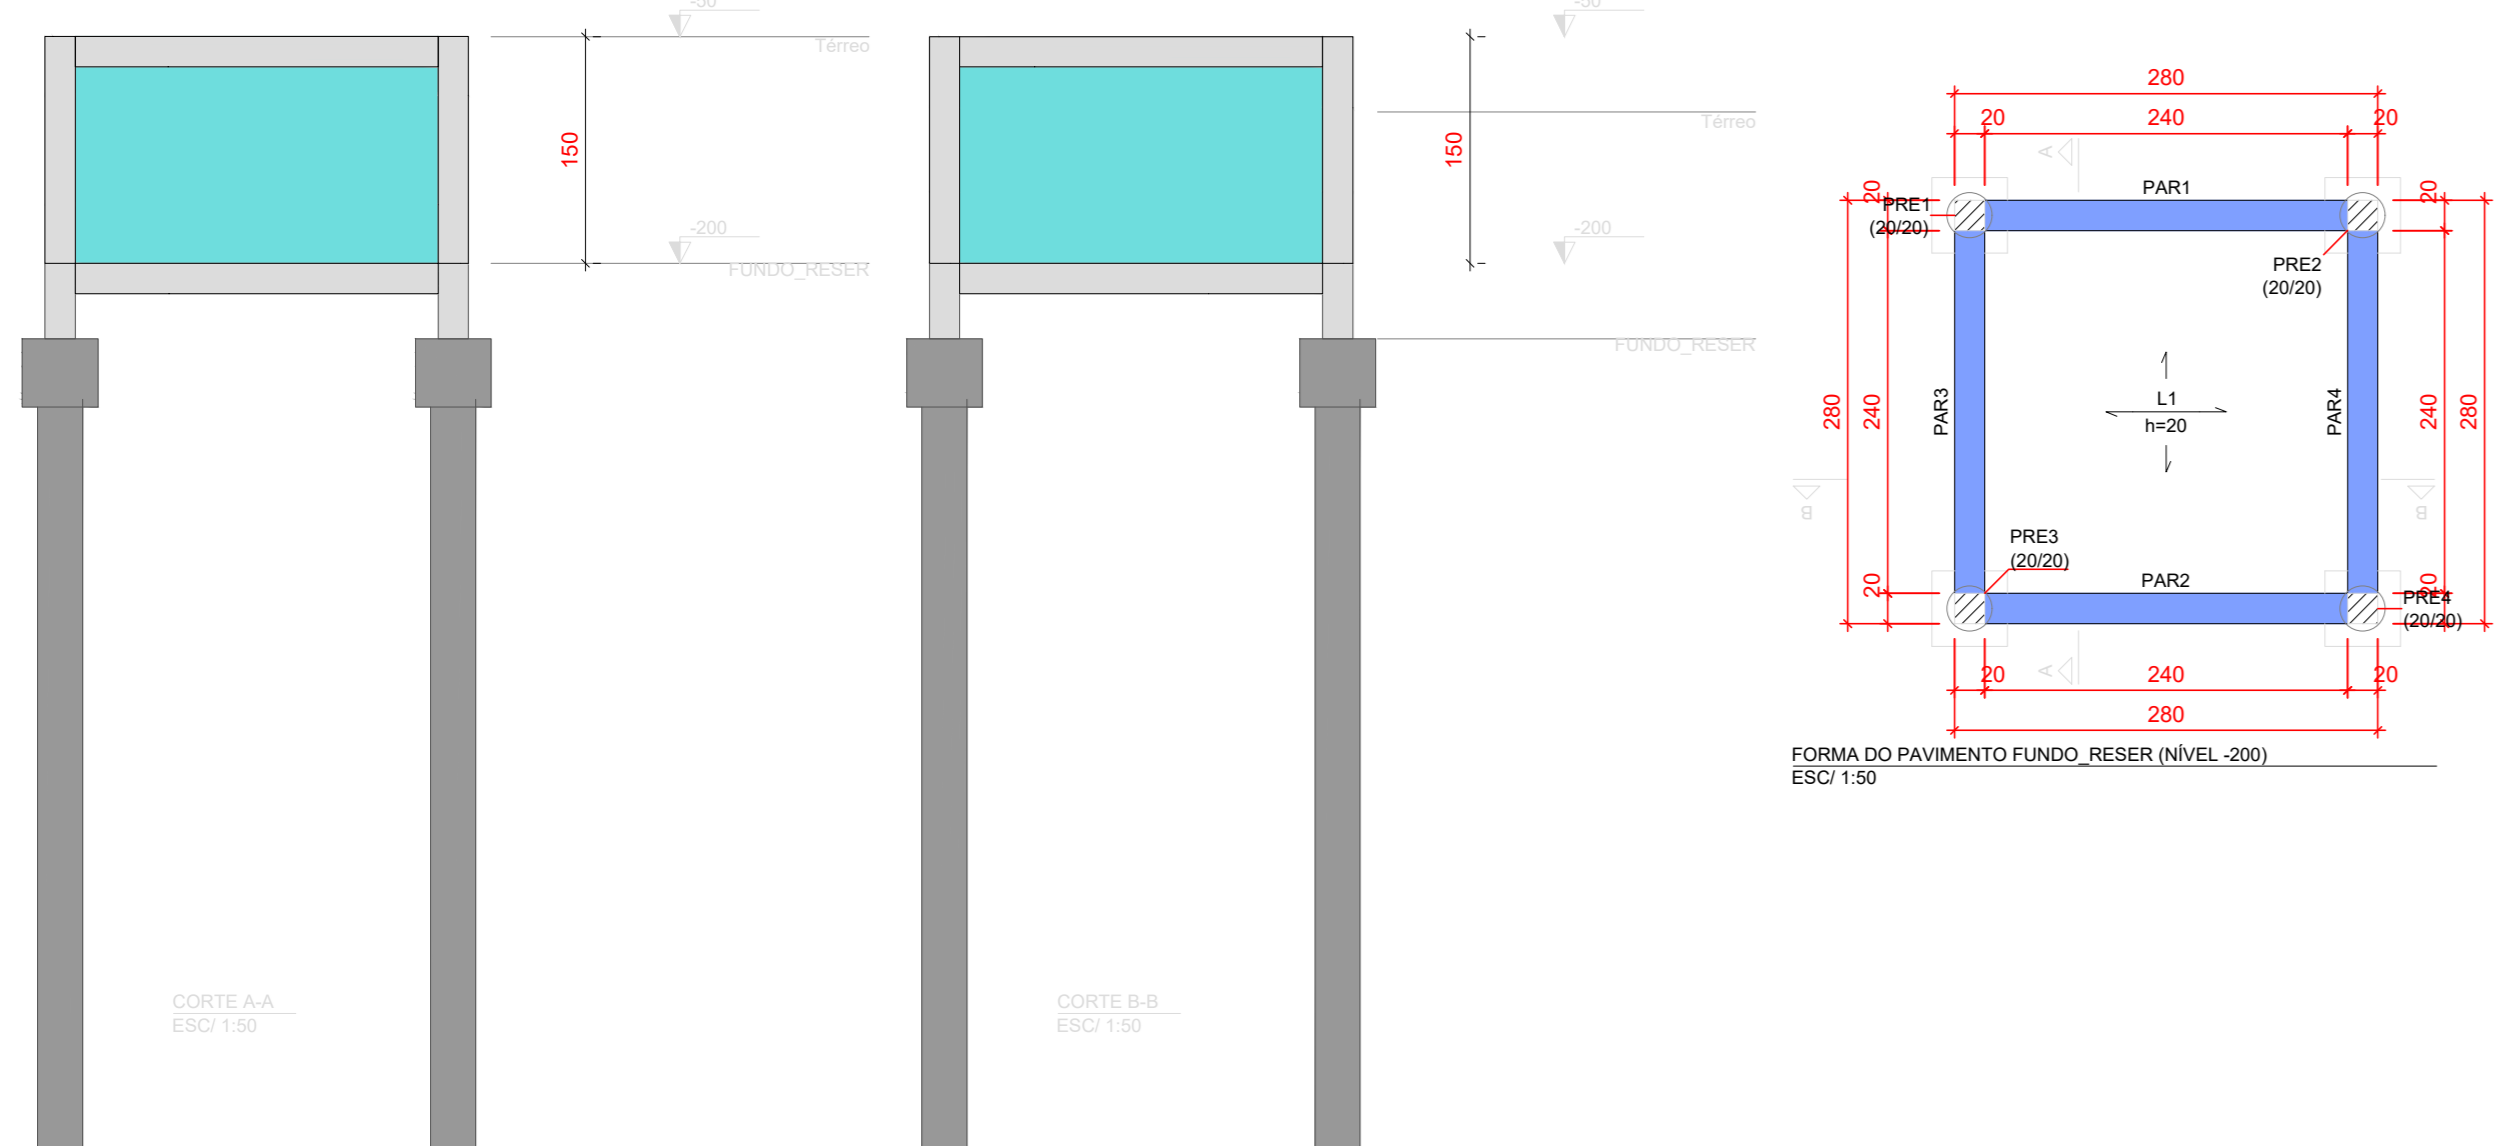 -50
Térreo
150
-200
FUNDO_RESER
CORTE A-A
ESC/ 1:50
-50
Térreo
150
-200
FUNDO_RESER
CORTE B-B
ESC/ 1:50
280
20
240
20
A
20
PAR1
20
PRE1
(20/20)
PRE2
(20/20)
280
240
PAR3
L1
h=20
PAR4
240
280
B
B
PRE3
(20/20)
20
PAR2
20
PRE4
(20/20)
A
20
240
20
280
FORMA DO PAVIMENTO FUNDO_RESER (NÍVEL -200)
ESC/ 1:50